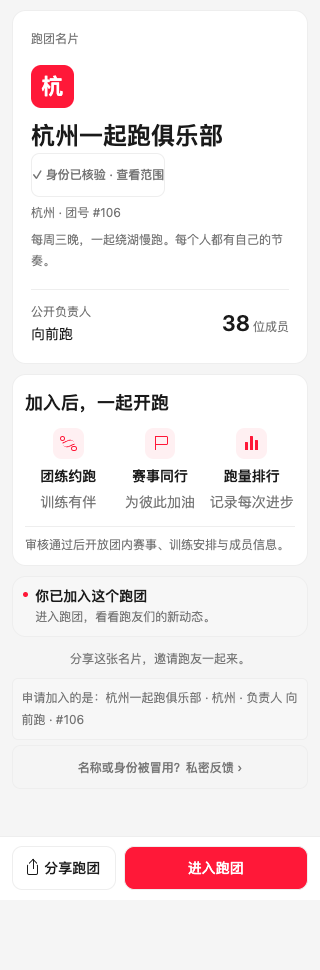 跑团名片
杭
杭州一起跑俱乐部
✓ 身份已核验 · 查看范围
杭州 · 团号 #106
每周三晚，一起绕湖慢跑。每个人都有自己的节
奏。
公开负责人
向前跑
38 位成员
加入后，一起开跑
团练约跑 赛事同行 跑量排行
训练有伴 为彼此加油 记录每次进步
审核通过后开放团内赛事、训练安排与成员信息。
你已加入这个跑团
进入跑团，看看跑友们的新动态。
分享这张名片，邀请跑友一起来。
申请加入的是：杭州一起跑俱乐部 · 杭州 · 负责人 向
前跑 · #106
名称或身份被冒用？私密反馈 ›
分享跑团 进入跑团